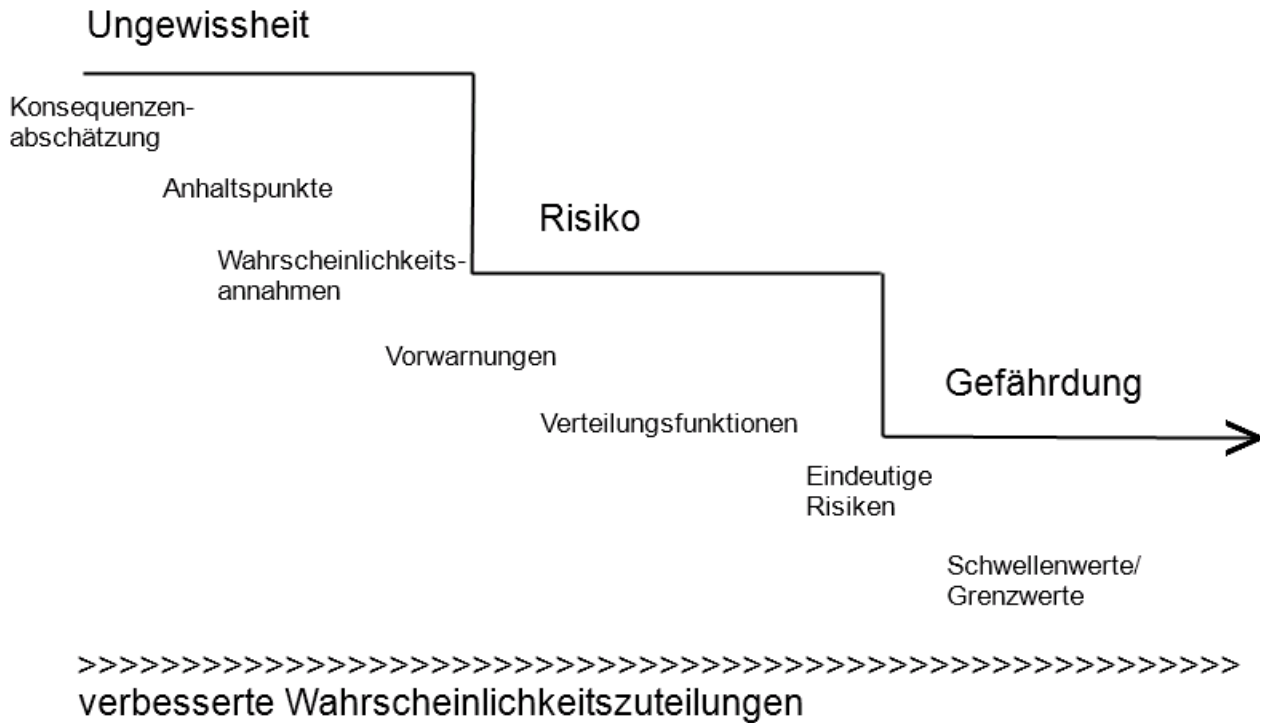 Ungewissheit
Konsequenzen-
abschätzung
Anhaltspunkte
Risiko
Wahrscheinlichkeits-
annahmen
Vorwarnungen
Gefährdung
Verteilungsfunktionen
Eindeutige
Risiken
Schwellenwerte/
Grenzwerte
>>>>>>>>>>>>>>>>>>>>>>>>>>>>>>>>>>>>>>>>>>>>>>>>>>>>>>>>
verbesserte Wahrscheinlichkeitszuteilungen